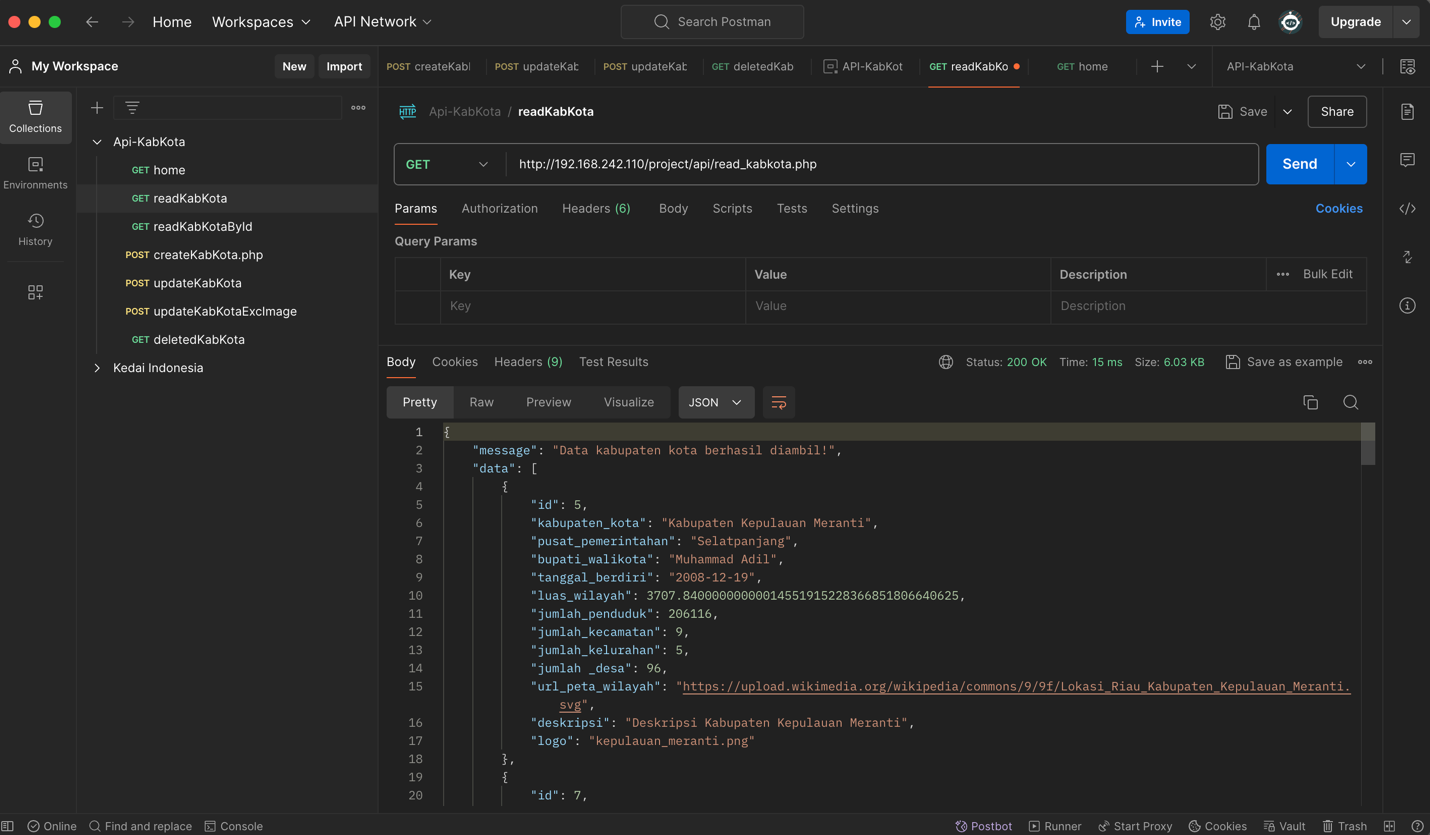 Home Workspaces API Network Search Postman Invite Upgrade
My Workspace New Import POST createKabl POST updateKab POST updateKab GET deletedKab API-KabKot GET readKabKo GET home API-KabKota
Collections
Environments
History
Api-KabKota
GET home
GET readKabKota
GET readKabKotaById
POST createKabKota.php
POST updateKabKota
POST updateKabKotaExcImage
GET deletedKabKota
Kedai Indonesia
HTTP Api-KabKota / readKabKota Save Share
GET http://192.168.242.110/project/api/read_kabkota.php Send
Params Authorization Headers (6) Body Scripts Tests Settings Cookies
Query Params
Key Value Description Bulk Edit
Key Value Description
Body Cookies Headers (9) Test Results Status: 200 OK Time: 15 ms Size: 6.03 KB Save as example
Pretty Raw Preview Visualize JSON
1 {
2 "message": "Data kabupaten kota berhasil diambil!",
3 "data": [
4 {
5 "id": 5,
6 "kabupaten_kota": "Kabupaten Kepulauan Meranti",
7 "pusat_pemerintahan": "Selatpanjang",
8 "bupati_walikota": "Muhammad Adil",
9 "tanggal_berdiri": "2008-12-19",
10 "luas_wilayah": 3707.84000000000014551915228366851806640625,
11 "jumlah_penduduk": 206116,
12 "jumlah_kecamatan": 9,
13 "jumlah_kelurahan": 5,
14 "jumlah _desa": 96,
15 "url_peta_wilayah": "https://upload.wikimedia.org/wikipedia/commons/9/9f/Lokasi_Riau_Kabupaten_Kepulauan_Meranti.
svg",
16 "deskripsi": "Deskripsi Kabupaten Kepulauan Meranti",
17 "logo": "kepulauan_meranti.png"
18 },
19 {
20 "id": 7,
Online Find and replace Console Postbot Runner Start Proxy Cookies Vault Trash